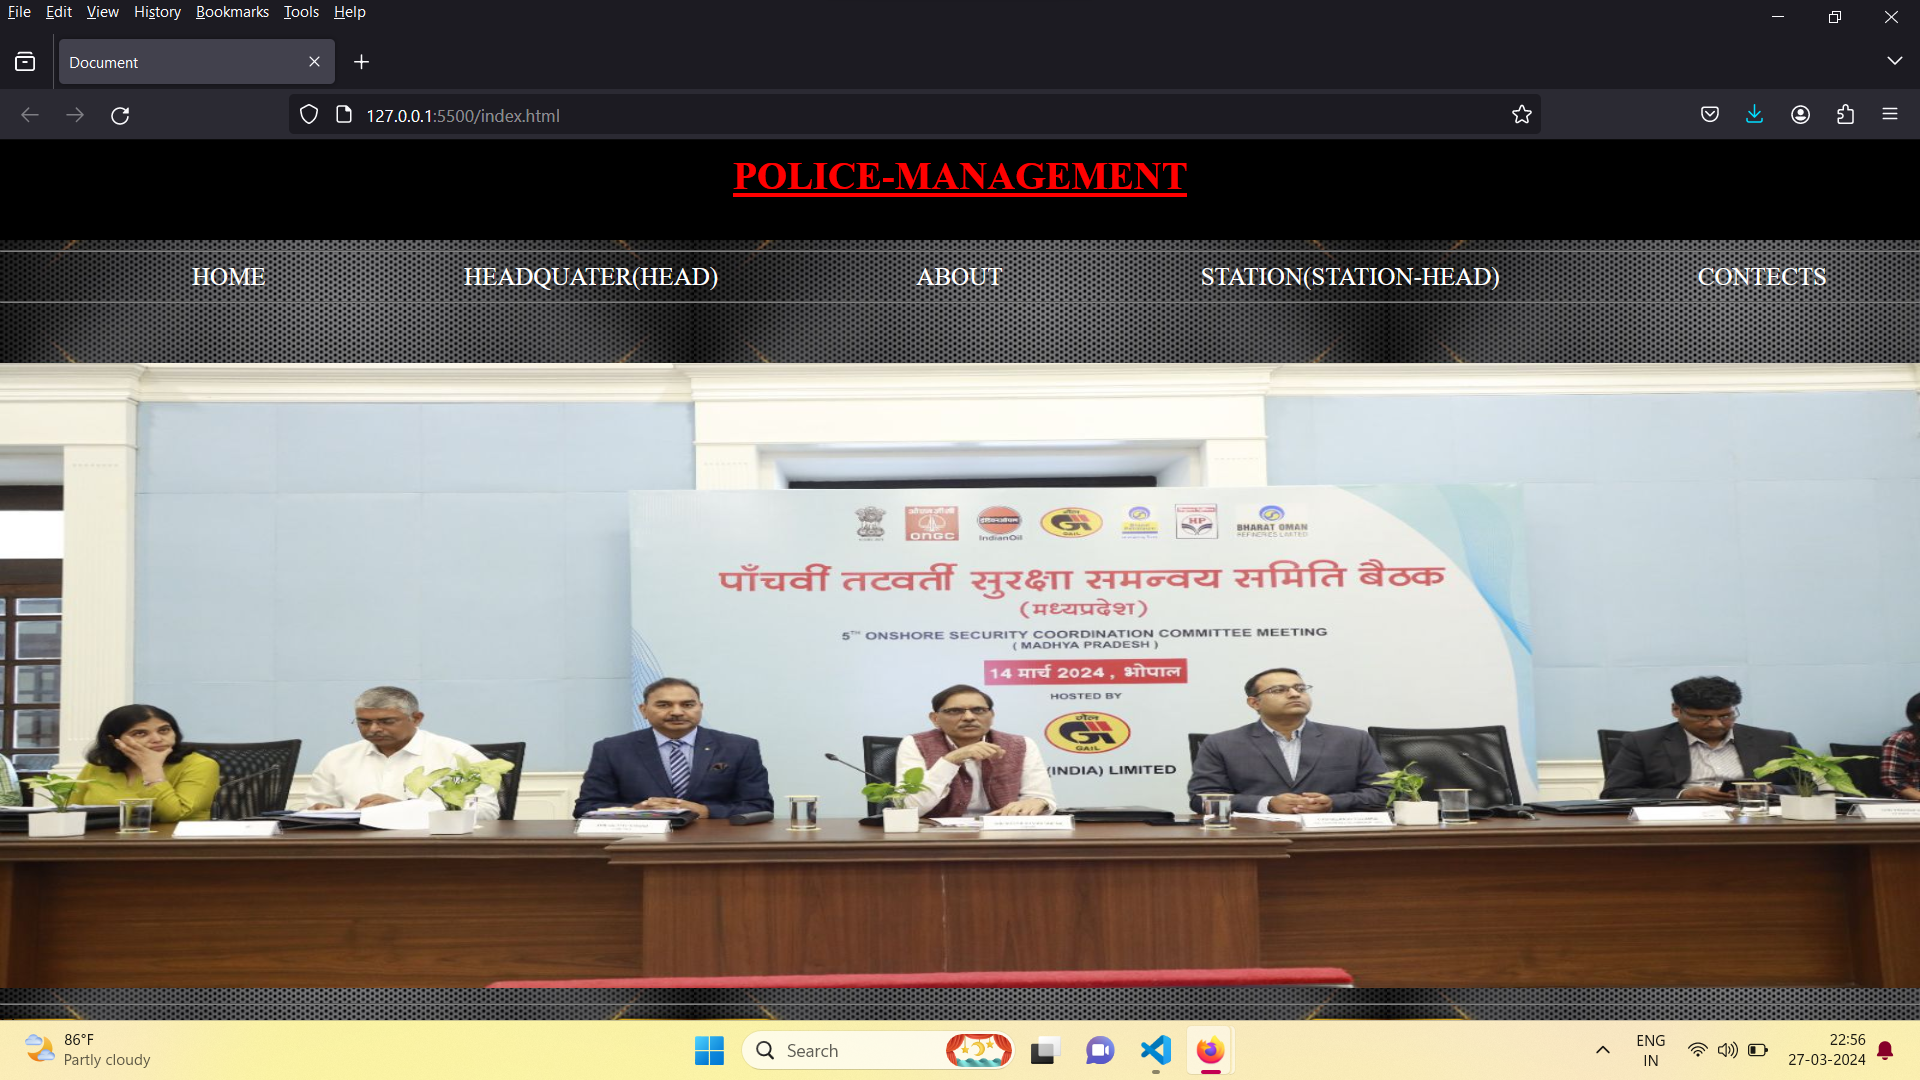 File Edit View History Bookmarks Tools Help
Document
127.0.0.1:5500/index.html
POLICE-MANAGEMENT
HOME HEADQUATER(HEAD) ABOUT STATION(STATION-HEAD) CONTECTS
ओएनजीसी
ONGC
इंडियनऑयल
IndianOil
गेल
GAIL
HP
BHARAT OMAN
REFINERIES LIMITED
पाँचवीं तटवर्ती सुरक्षा समन्वय समिति बैठक
(मध्यप्रदेश)
5TH ONSHORE SECURITY COORDINATION COMMITTEE MEETING
( MADHYA PRADESH )
14 मार्च 2024 , भोपाल
HOSTED BY
गेल
GAIL
(INDIA) LIMITED
86°F
Partly cloudy
Search
ENG
IN
22:56
27-03-2024